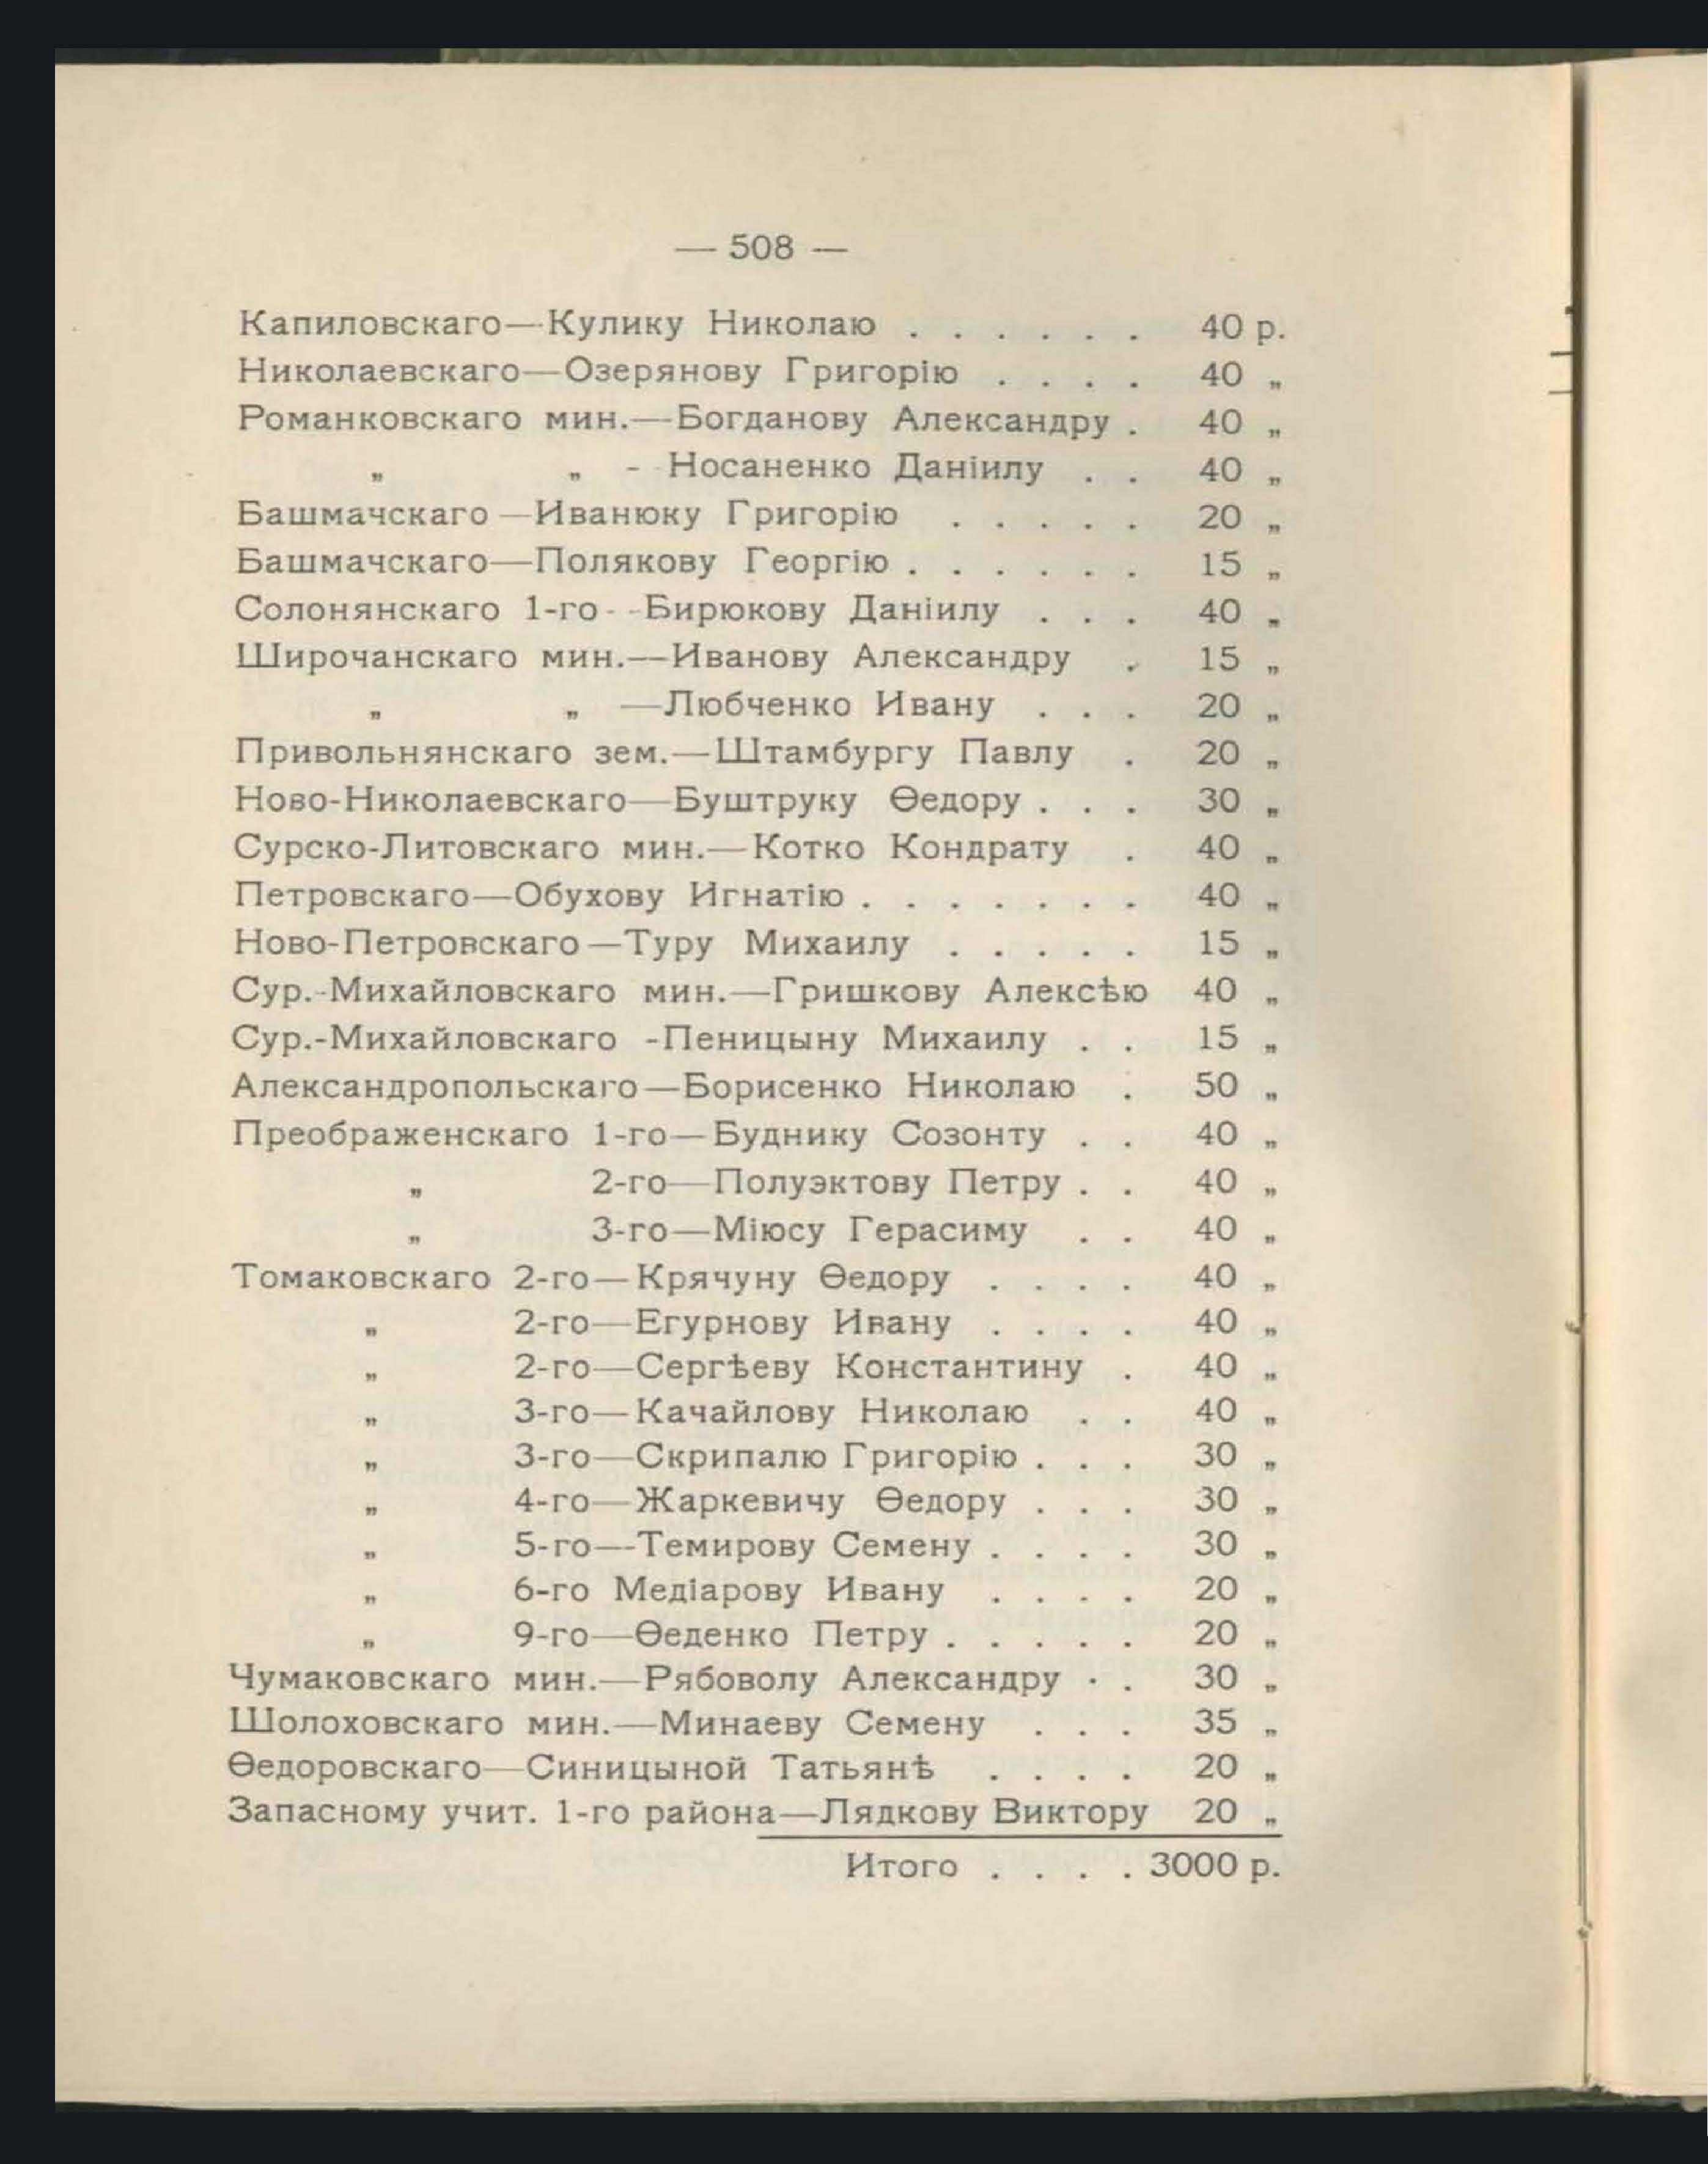 — 508 —
Капиловскаго—Кулику Николаю . . . . . . 40 р.
Николаевскаго—Озерянову Григорію . . . . 40 „
Романковскаго мин.—Богданову Александру . 40 „
„ „ - Носаненко Даніилу . . 40 „
Башмачскаго—Иванюку Григорію . . . . . 20 „
Башмачскаго—Полякову Георгію . . . . . . 15 „
Солонянскаго 1-го--Бирюкову Даніилу . . . 40 „
Широчанскаго мин.—Иванову Александру . 15 „
„ „ —Любченко Ивану . . . 20 „
Привольнянскаго зем.—Штамбургу Павлу . 20 „
Ново-Николаевскаго—Буштруку Ѳедору . . . 30 „
Сурско-Литовскаго мин.—Котко Кондрату . 40 „
Петровскаго—Обухову Игнатію . . . . . . . 40 „
Ново-Петровскаго—Туру Михаилу . . . . . 15 „
Сур.-Михайловскаго мин.—Гришкову Алексѣю 40 „
Сур.-Михайловскаго -Пеницыну Михаилу . . 15 „
Александропольскаго—Борисенко Николаю . 50 „
Преображенскаго 1-го—Буднику Созонту . . 40 „
„ 2-го—Полуэктову Петру . . 40 „
„ 3-го—Міюсу Герасиму . . 40 „
Томаковскаго 2-го—Крячуну Ѳедору . . . . 40 „
„ 2-го—Егурнову Ивану . . . . 40 „
„ 2-го—Сергѣеву Константину . 40 „
„ 3-го—Качайлову Николаю . . 40 „
„ 3-го—Скрипалю Григорію . . . 30 „
„ 4-го—Жаркевичу Ѳедору . . . 30 „
„ 5-го—-Темирову Семену . . . . 30 „
„ 6-го Медіарову Ивану . . . . 20 „
„ 9-го—Ѳеденко Петру . . . . . 20 „
Чумаковскаго мин.—Рябоволу Александру · . 30 „
Шолоховскаго мин.—Минаеву Семену . . . 35 „
Ѳедоровскаго—Синицыной Татьянѣ . . . . 20 „
Запасному учит. 1-го района—Лядкову Виктору 20 „
Итого . . . . 3000 р.